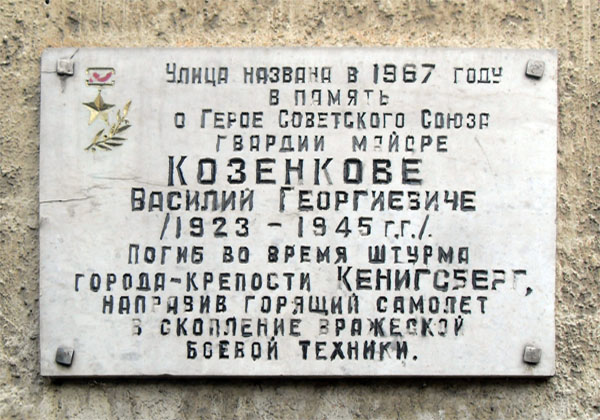 Улица названа в 1967 году
в память
о Герое Советского Союза
гвардии майоре
Козенкове
Василий Георгиевиче
/1923 - 1945 г.г./.
Погиб во время штурма
города-крепости Кенигсберг,
направив горящий самолет
в скопление вражеской
боевой техники.